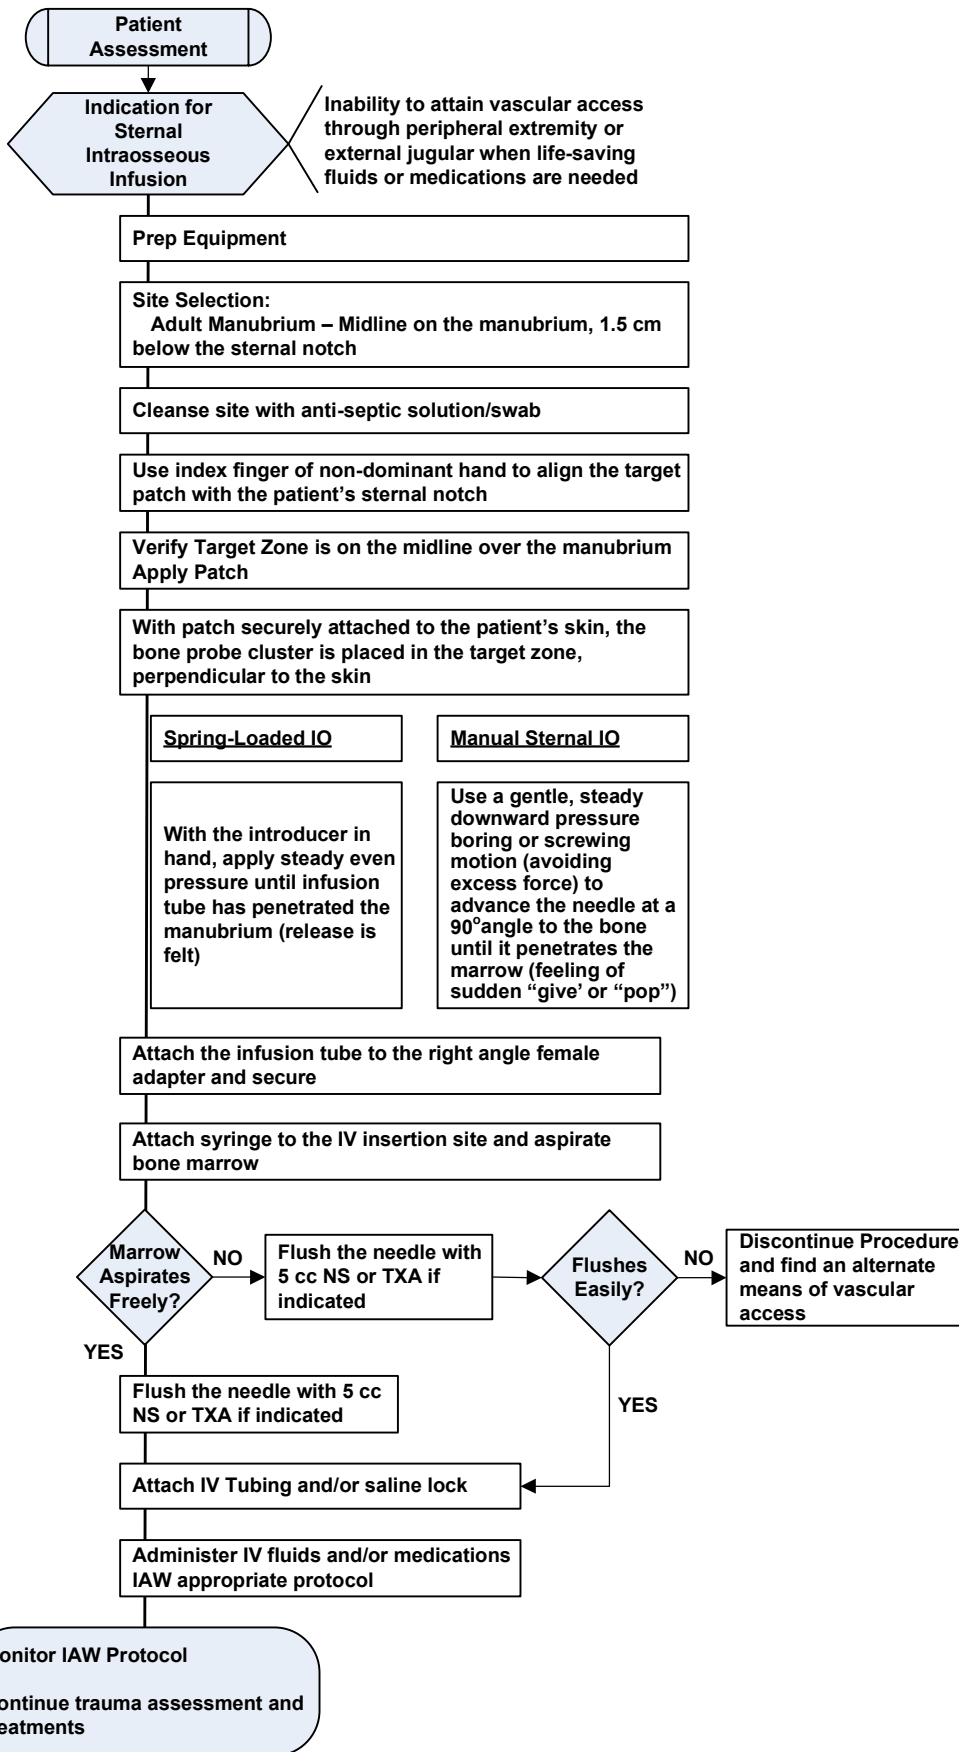 Patient
Assessment
Indication for
Sternal
Intraosseous
Infusion
Inability to attain vascular access
through peripheral extremity or
external jugular when life-saving
fluids or medications are needed
Prep Equipment
Site Selection:
Adult Manubrium – Midline on the manubrium, 1.5 cm
below the sternal notch
Cleanse site with anti-septic solution/swab
Use index finger of non-dominant hand to align the target
patch with the patient’s sternal notch
Verify Target Zone is on the midline over the manubrium
Apply Patch
With patch securely attached to the patient’s skin, the
bone probe cluster is placed in the target zone,
perpendicular to the skin
Spring-Loaded IO
With the introducer in
hand, apply steady even
pressure until infusion
tube has penetrated the
manubrium (release is
felt)
Manual Sternal IO
Use a gentle, steady
downward pressure
boring or screwing
motion (avoiding
excess force) to
advance the needle at a
90°angle to the bone
until it penetrates the
marrow (feeling of
sudden “give’ or “pop”)
Attach the infusion tube to the right angle female
adapter and secure
Attach syringe to the IV insertion site and aspirate
bone marrow
Marrow
Aspirates
Freely?
NO
Flush the needle with
5 cc NS or TXA if
indicated
Flushes
Easily?
NO
Discontinue Procedure
and find an alternate
means of vascular
access
YES
Flush the needle with 5 cc
NS or TXA if indicated
YES
Attach IV Tubing and/or saline lock
Administer IV fluids and/or medications
IAW appropriate protocol
onitor IAW Protocol
ontinue trauma assessment and
eatments